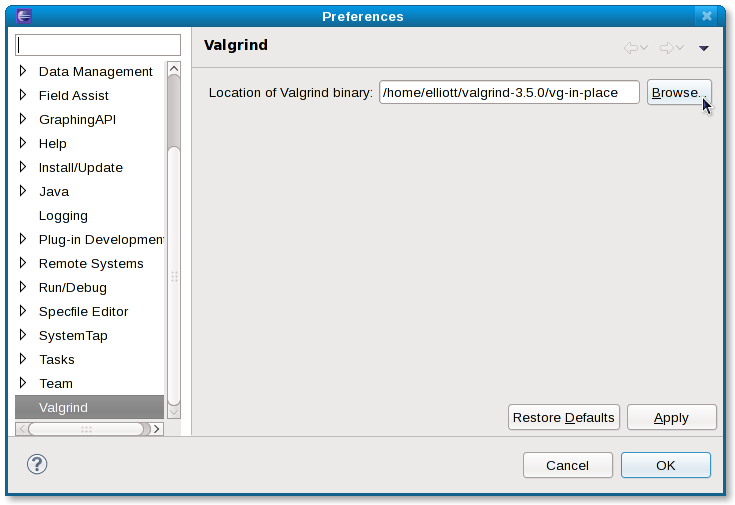 Preferences
Valgrind
Location of Valgrind binary: /home/elliott/valgrind-3.5.0/vg-in-place Browse...
Data Management
Field Assist
GraphingAPI
Help
Install/Update
Java
Logging
Plug-in Development
Remote Systems
Run/Debug
Specfile Editor
SystemTap
Tasks
Team
Valgrind
Restore Defaults Apply
? Cancel OK